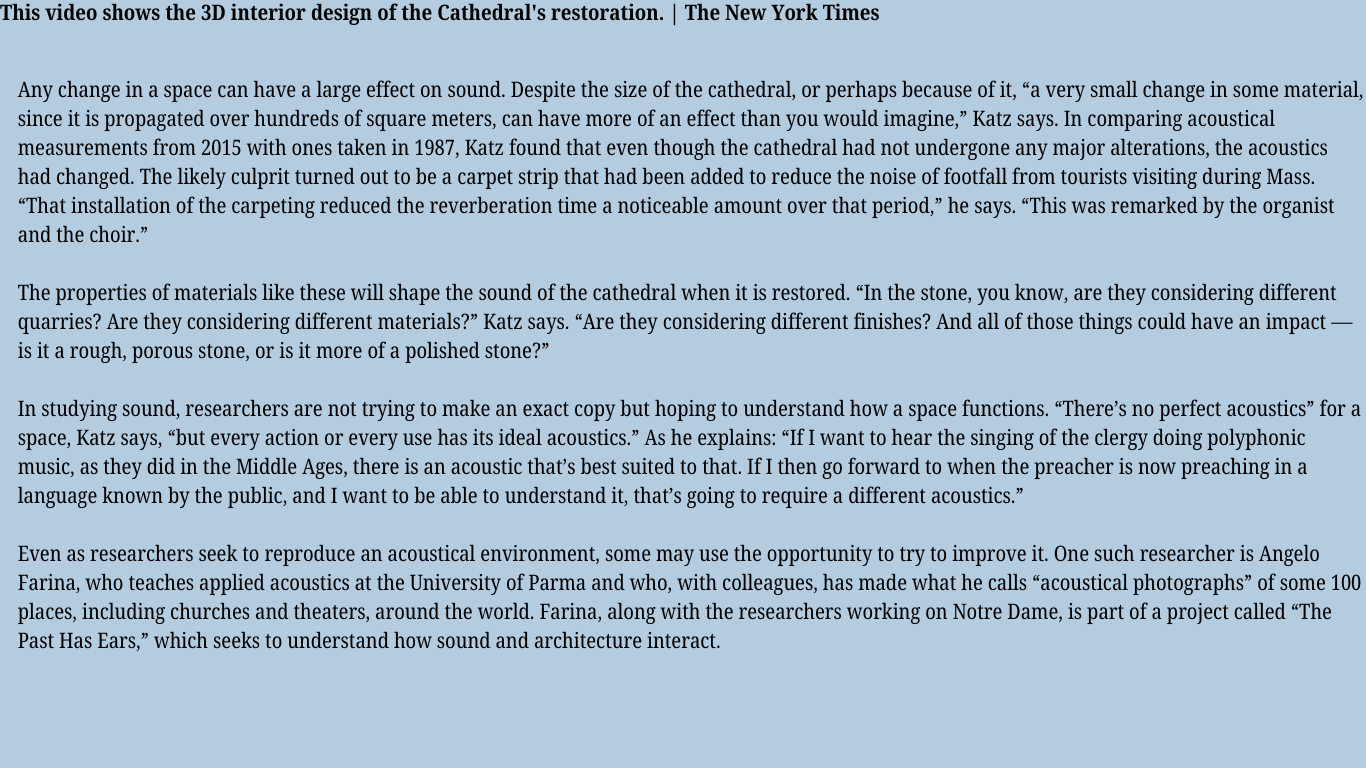 This video shows the 3D interior design of the Cathedral's restoration. | The New York Times
Any change in a space can have a large effect on sound. Despite the size of the cathedral, or perhaps because of it, “a very small change in some material,
since it is propagated over hundreds of square meters, can have more of an effect than you would imagine,” Katz says. In comparing acoustical
measurements from 2015 with ones taken in 1987, Katz found that even though the cathedral had not undergone any major alterations, the acoustics
had changed. The likely culprit turned out to be a carpet strip that had been added to reduce the noise of footfall from tourists visiting during Mass.
“That installation of the carpeting reduced the reverberation time a noticeable amount over that period,” he says. “This was remarked by the organist
and the choir.”
The properties of materials like these will shape the sound of the cathedral when it is restored. “In the stone, you know, are they considering different
quarries? Are they considering different materials?” Katz says. “Are they considering different finishes? And all of those things could have an impact —
is it a rough, porous stone, or is it more of a polished stone?”
In studying sound, researchers are not trying to make an exact copy but hoping to understand how a space functions. “There’s no perfect acoustics” for a
space, Katz says, “but every action or every use has its ideal acoustics.” As he explains: “If I want to hear the singing of the clergy doing polyphonic
music, as they did in the Middle Ages, there is an acoustic that’s best suited to that. If I then go forward to when the preacher is now preaching in a
language known by the public, and I want to be able to understand it, that’s going to require a different acoustics.”
Even as researchers seek to reproduce an acoustical environment, some may use the opportunity to try to improve it. One such researcher is Angelo
Farina, who teaches applied acoustics at the University of Parma and who, with colleagues, has made what he calls “acoustical photographs” of some 100
places, including churches and theaters, around the world. Farina, along with the researchers working on Notre Dame, is part of a project called “The
Past Has Ears,” which seeks to understand how sound and architecture interact.